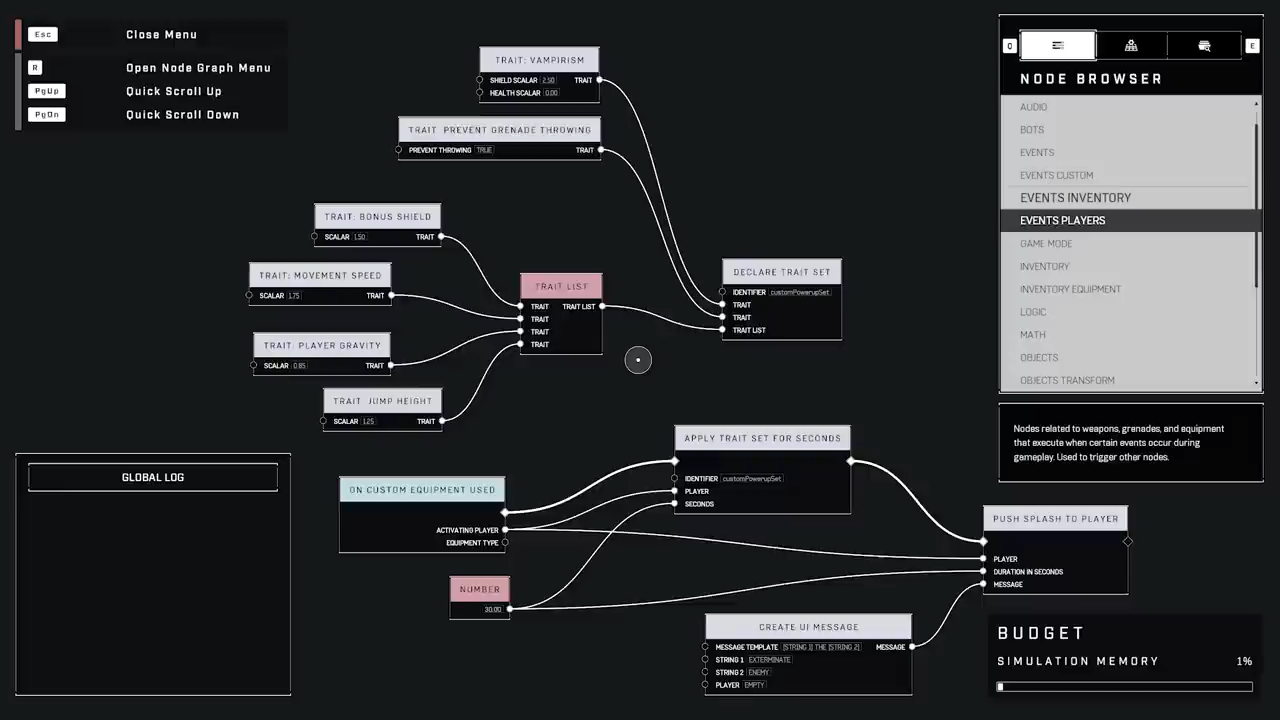 Esc Close Menu
R Open Node Graph Menu
PgUp Quick Scroll Up
PgDn Quick Scroll Down
TRAIT: VAMPIRISM
SHIELD SCALAR 2.50 TRAIT
HEALTH SCALAR 0.00
TRAIT: PREVENT GRENADE THROWING
PREVENT THROWING TRUE TRAIT
TRAIT: BONUS SHIELD
SCALAR 1.50 TRAIT
TRAIT: MOVEMENT SPEED
SCALAR 1.75 TRAIT
TRAIT: PLAYER GRAVITY
SCALAR 0.85 TRAIT
TRAIT: JUMP HEIGHT
SCALAR 1.25 TRAIT
TRAIT LIST
TRAIT TRAIT LIST
TRAIT
TRAIT
TRAIT
DECLARE TRAIT SET
IDENTIFIER customPowerupSet
TRAIT
TRAIT
TRAIT LIST
GLOBAL LOG
ON CUSTOM EQUIPMENT USED
ACTIVATING PLAYER
EQUIPMENT TYPE
NUMBER
30.00
APPLY TRAIT SET FOR SECONDS
IDENTIFIER customPowerupSet
PLAYER
SECONDS
CREATE UI MESSAGE
MESSAGE TEMPLATE [STRING 1] THE [STRING 2] MESSAGE
STRING 1 EXTERMINATE
STRING 2 ENEMY
PLAYER EMPTY
PUSH SPLASH TO PLAYER
PLAYER
DURATION IN SECONDS
MESSAGE
Q E
NODE BROWSER
AUDIO
BOTS
EVENTS
EVENTS CUSTOM
EVENTS INVENTORY
EVENTS PLAYERS
GAME MODE
INVENTORY
INVENTORY EQUIPMENT
LOGIC
MATH
OBJECTS
OBJECTS TRANSFORM
Nodes related to weapons, grenades, and equipment
that execute when certain events occur during
gameplay. Used to trigger other nodes.
BUDGET
SIMULATION MEMORY 1%